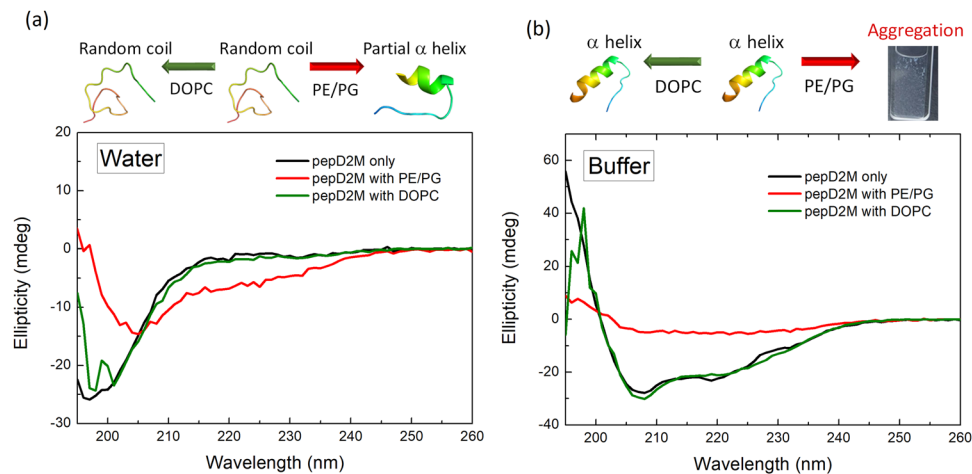 (a)
Random coil
Random coil
Partial α helix
DOPC
PE/PG
Water
pepD2M only
pepD2M with PE/PG
pepD2M with DOPC
Ellipticity (mdeg)
20
10
0
-10
-20
-30
200 210 220 230 240 250 260
Wavelength (nm)
(b)
Aggregation
α helix
α helix
DOPC
PE/PG
Buffer
pepD2M only
pepD2M with PE/PG
pepD2M with DOPC
Ellipticity (mdeg)
60
40
20
0
-20
-40
200 210 220 230 240 250 260
Wavelength (nm)